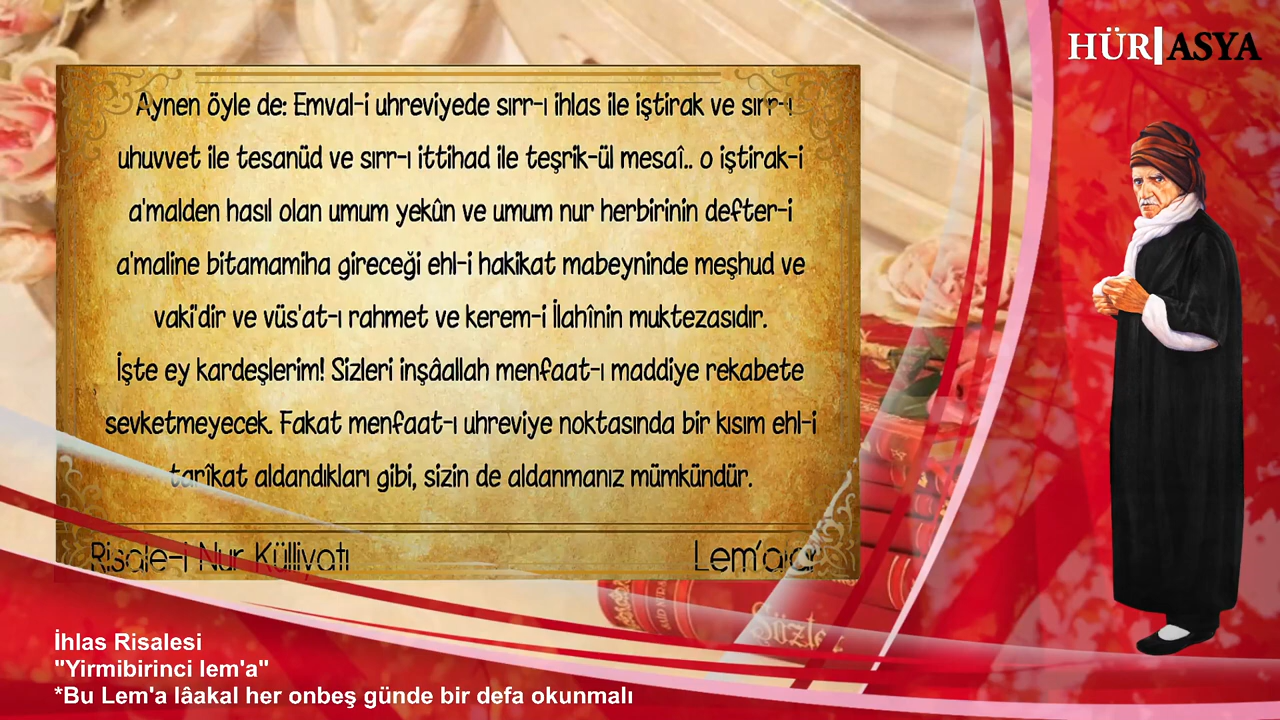 HÜR ASYA
Aynen öyle de: Emval-i uhreviyede sırr-ı ihlas ile iştirak ve sırr-ı
uhuvvet ile tesanüd ve sırr-ı ittihad ile teşrik-ül mesaî.. o iştirak-i
a'malden hasıl olan umum yekûn ve umum nur herbirinin defter-i
a'maline bitamamiha gireceği ehl-i hakikat mabeyninde meşhud ve
vaki'dir ve vüs'at-ı rahmet ve kerem-i İlahînin muktezasıdır.
İşte ey kardeşlerim! Sizleri inşâallah menfaat-ı maddiye rekabete
sevketmeyecek. Fakat menfaat-ı uhreviye noktasında bir kısım ehl-i
tarîkat aldandıkları gibi, sizin de aldanmanız mümkündür.
Risale-i Nur Külliyatı
Lem'alar
İhlas Risalesi
"Yirmibirinci lem'a"
*Bu Lem'a lâakal her onbeş günde bir defa okunmalı